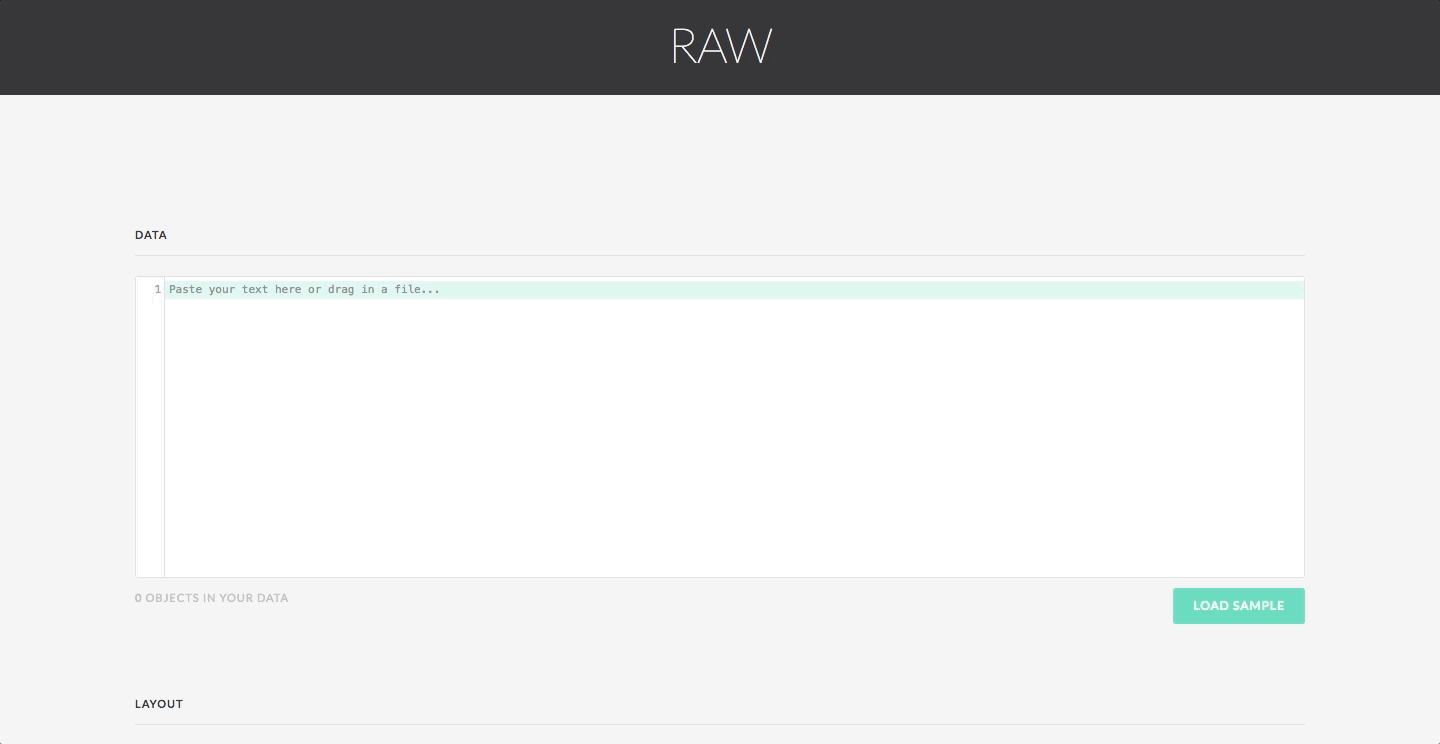 RAW
DATA
1 Paste your text here or drag in a file...
0 OBJECTS IN YOUR DATA
LOAD SAMPLE
LAYOUT